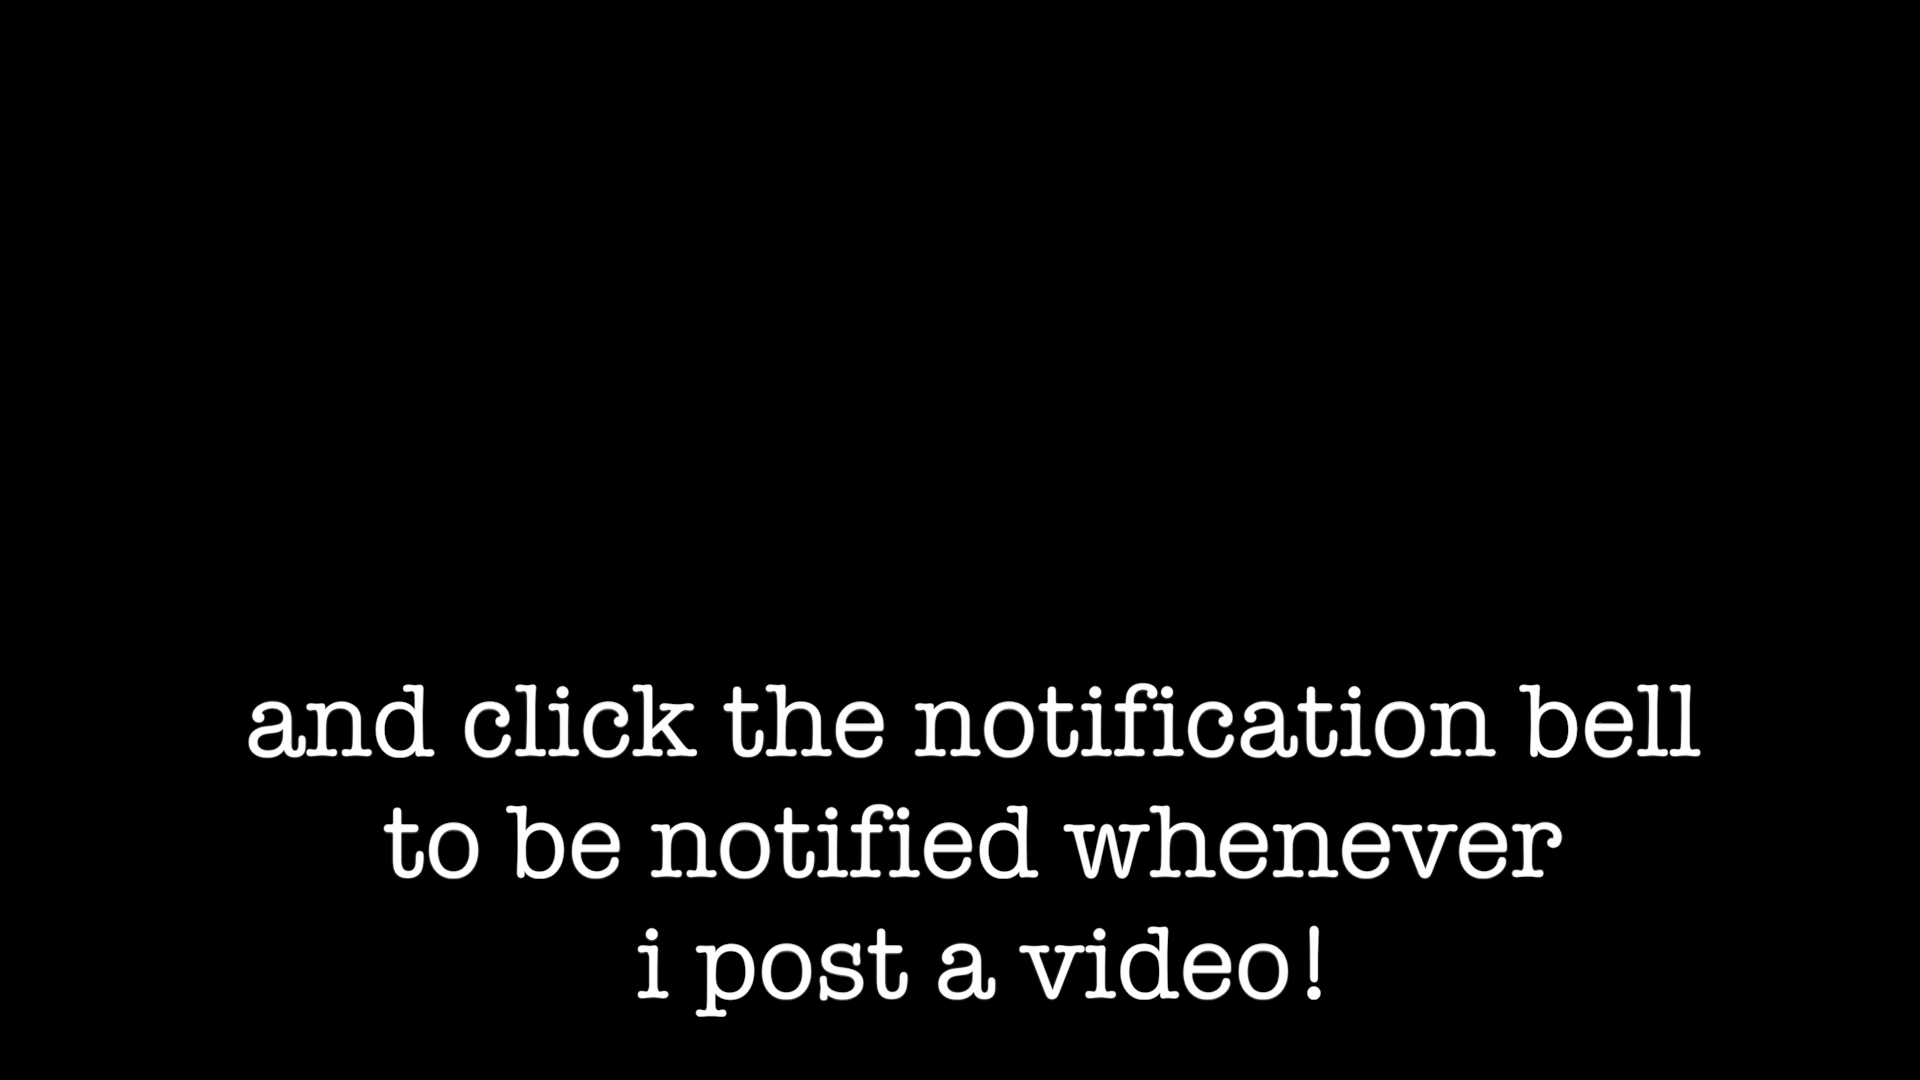 and click the notification bell
to be notified whenever
i post a video!